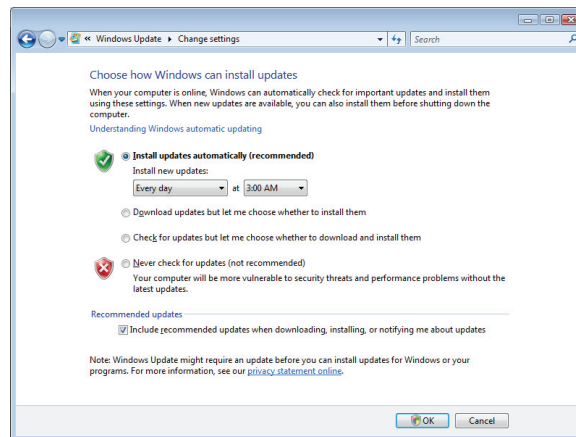 « Windows Update ▸ Change settings
Search
Choose how Windows can install updates
When your computer is online, Windows can automatically check for important updates and install them
using these settings. When new updates are available, you can also install them before shutting down the
computer.
Understanding Windows automatic updating
Install updates automatically (recommended)
Install new updates:
Every day at 3:00 AM
Download updates but let me choose whether to install them
Check for updates but let me choose whether to download and install them
Never check for updates (not recommended)
Your computer will be more vulnerable to security threats and performance problems without the
latest updates.
Recommended updates
Include recommended updates when downloading, installing, or notifying me about updates
Note: Windows Update might require an update before you can install updates for Windows or your
programs. For more information, see our privacy statement online.
OK Cancel